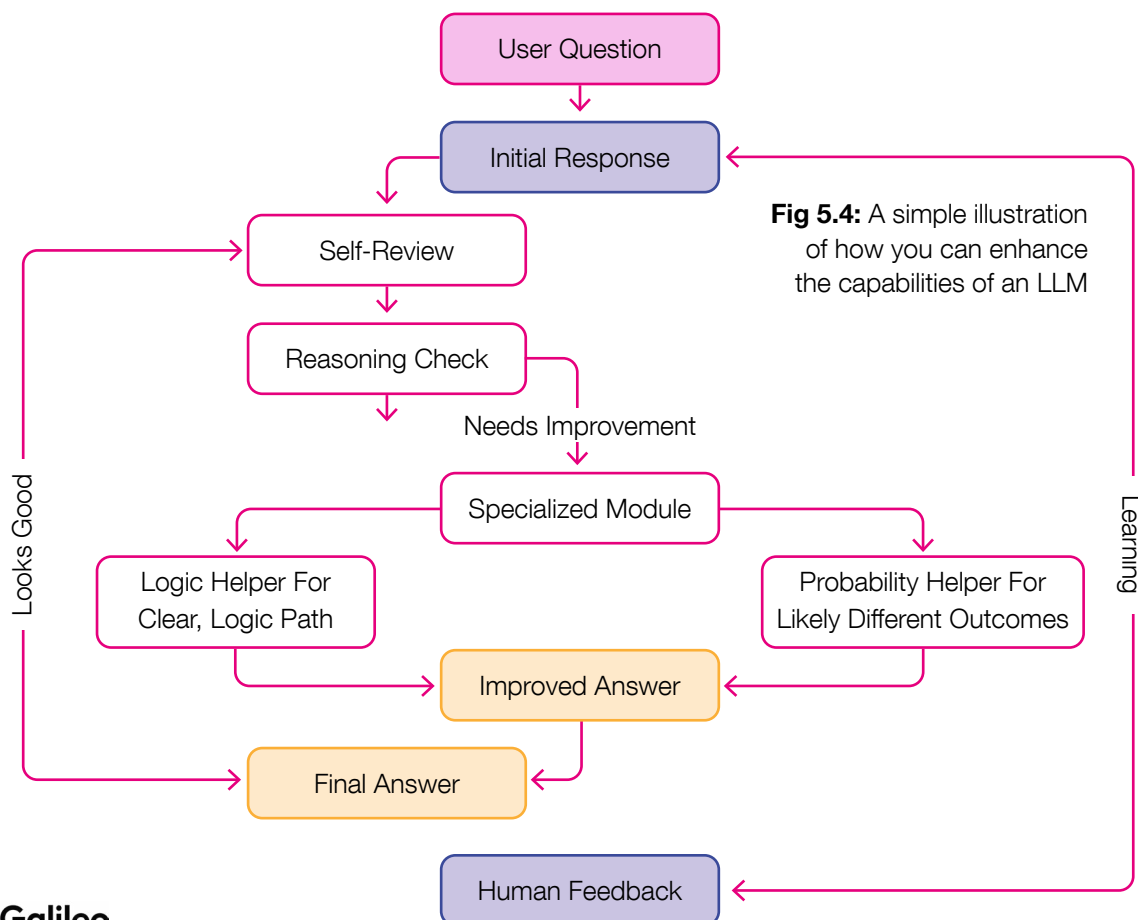 User Question
Initial Response
Fig 5.4: A simple illustration
of how you can enhance
the capabilities of an LLM
Self-Review
Reasoning Check
Needs Improvement
Specialized Module
Looks Good
Learning
Logic Helper For
Clear, Logic Path
Probability Helper For
Likely Different Outcomes
Improved Answer
Final Answer
Human Feedback
Galileo